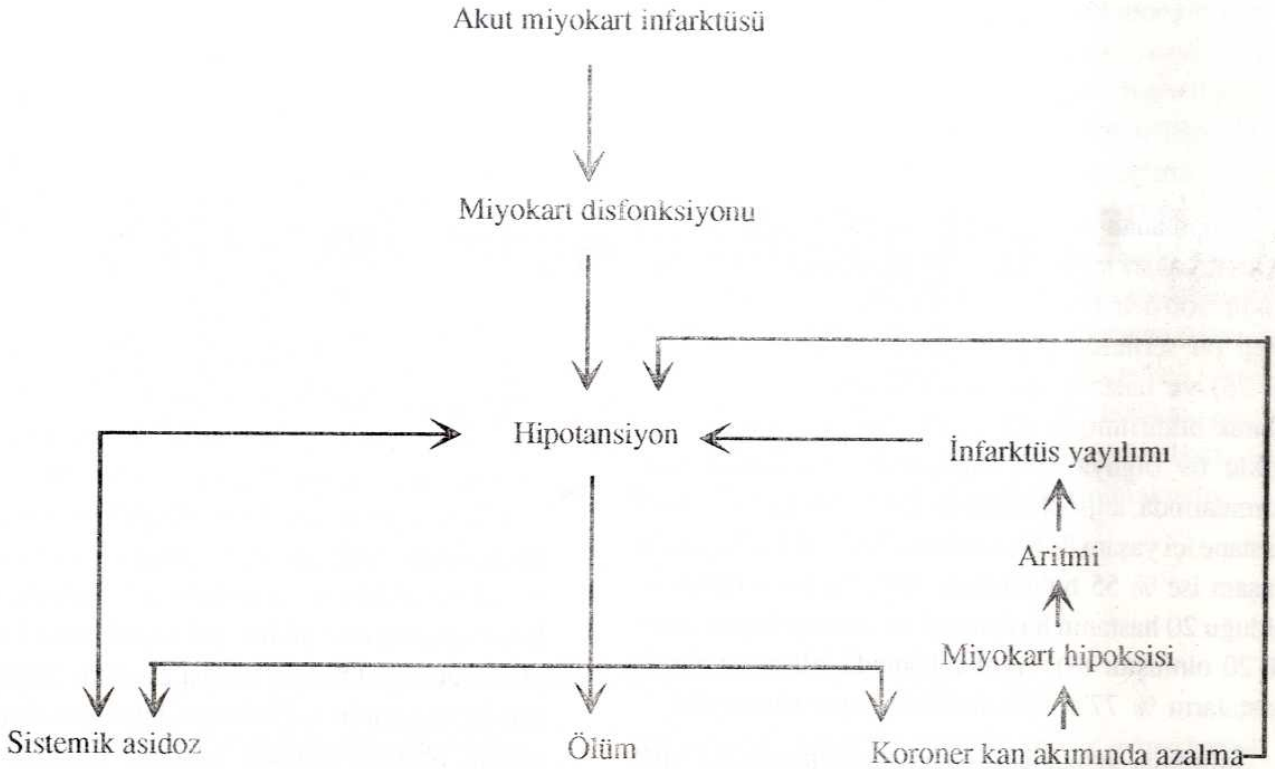 Akut miyokart infarktüsü
Miyokart disfonksiyonu
Hipotansiyon
İnfarktüs yayılımı
Aritmi
Miyokart hipoksisi
Sistemik asidoz
Ölüm
Koroner kan akımında azalma